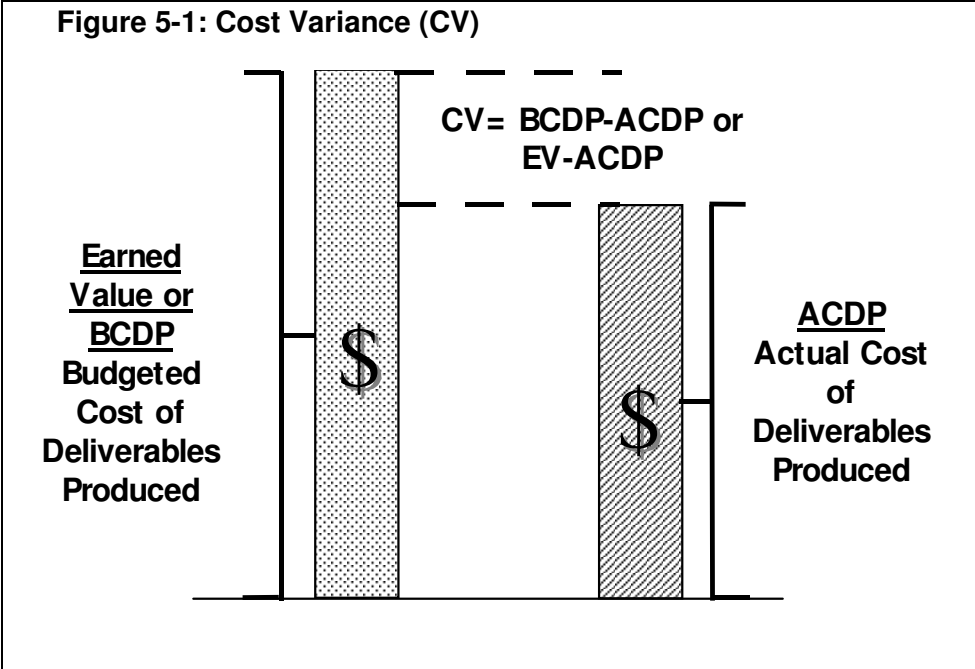 Figure 5-1: Cost Variance (CV)
CV= BCDP-ACDP or
EV-ACDP
Earned
Value or
BCDP
Budgeted
Cost of
Deliverables
Produced
$
$
ACDP
Actual Cost
of
Deliverables
Produced